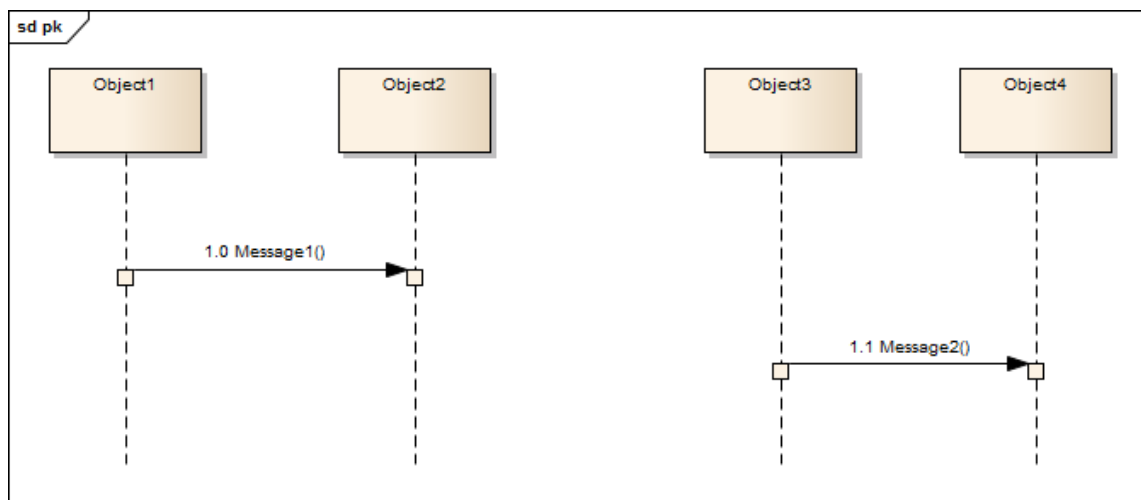 sd pk
Object1
Object2
Object3
Object4
1.0 Message1()
1.1 Message2()